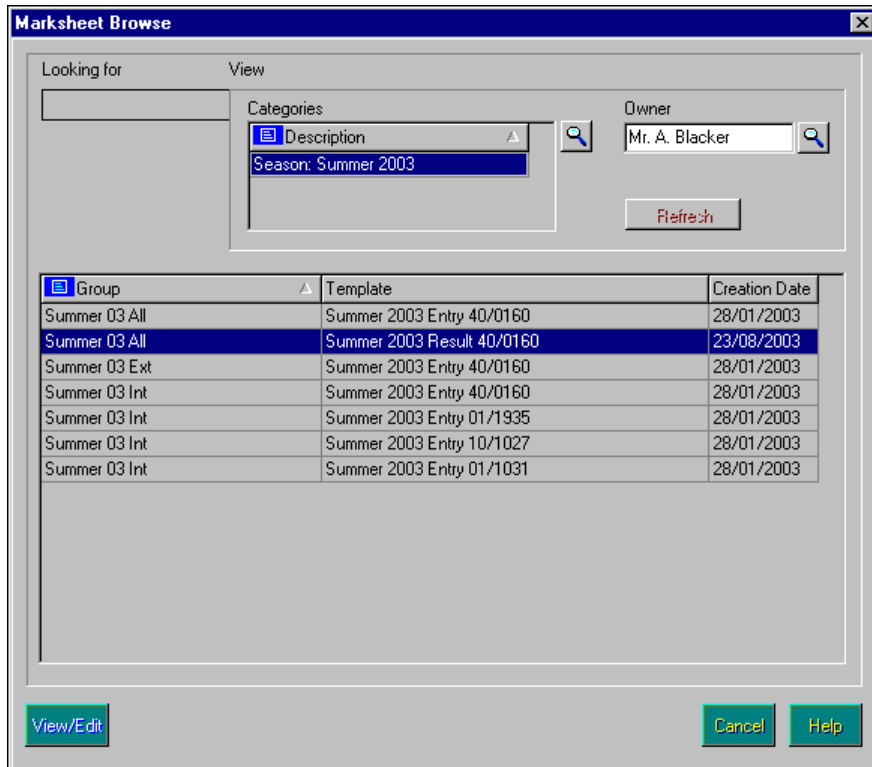 Marksheet Browse
Looking for View
Categories Owner
Description Mr. A. Blacker
Season: Summer 2003
Refresh
Group Template Creation Date
Summer 03 All Summer 2003 Entry 40/0160 28/01/2003
Summer 03 All Summer 2003 Result 40/0160 23/08/2003
Summer 03 Ext Summer 2003 Entry 40/0160 28/01/2003
Summer 03 Int Summer 2003 Entry 40/0160 28/01/2003
Summer 03 Int Summer 2003 Entry 01/1935 28/01/2003
Summer 03 Int Summer 2003 Entry 10/1027 28/01/2003
Summer 03 Int Summer 2003 Entry 01/1031 28/01/2003
View/Edit Cancel Help